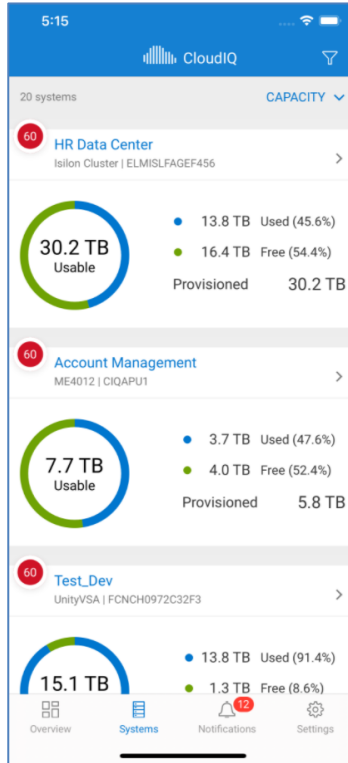 5:15
CloudIQ
20 systems CAPACITY
60
HR Data Center
Isilon Cluster | ELMISLFAGEF456
30.2 TB
Usable
13.8 TB Used (45.6%)
16.4 TB Free (54.4%)
Provisioned 30.2 TB
60
Account Management
ME4012 | CIQAPU1
7.7 TB
Usable
3.7 TB Used (47.6%)
4.0 TB Free (52.4%)
Provisioned 5.8 TB
60
Test_Dev
UnityVSA | FCNCH0972C32F3
15.1 TB
13.8 TB Used (91.4%)
1.3 TB Free (8.6%)
12
Overview Systems Notifications Settings